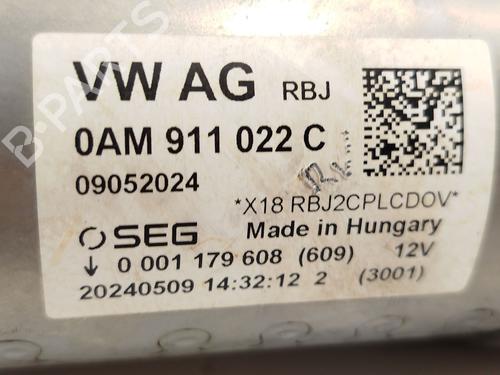 B-PARTS
VW AG RBJ
0AM 911 022 C
09052024
*X18 RBJ2CPLCDOV*
SEG Made in Hungary
↓ 0 001 179 608 (609) 12V
20240509 14:32:12 2 (3001)